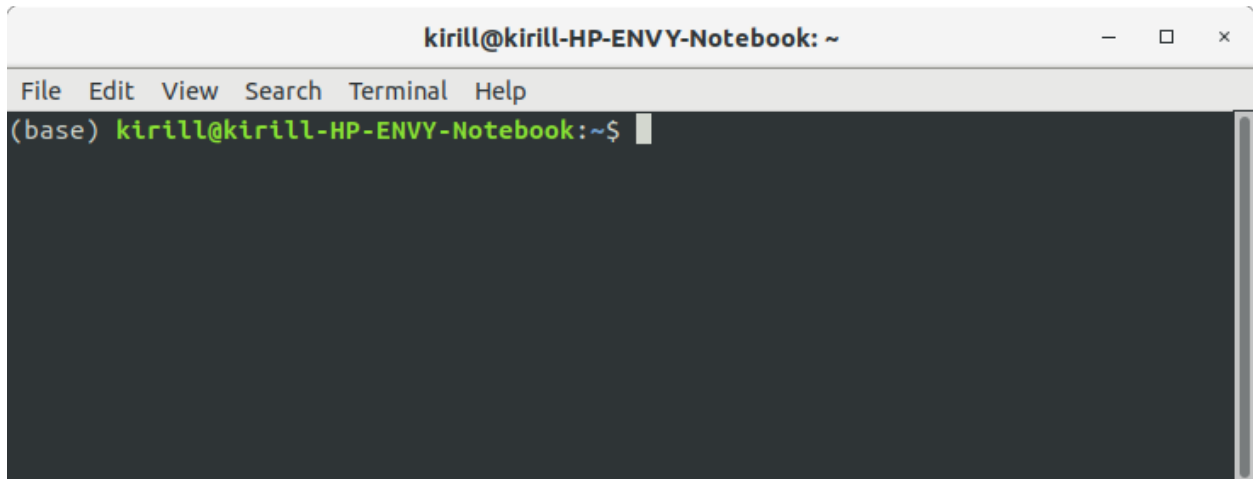 kirill@kirill-HP-ENVY-Notebook: ~
File Edit View Search Terminal Help
(base) kirill@kirill-HP-ENVY-Notebook:~$